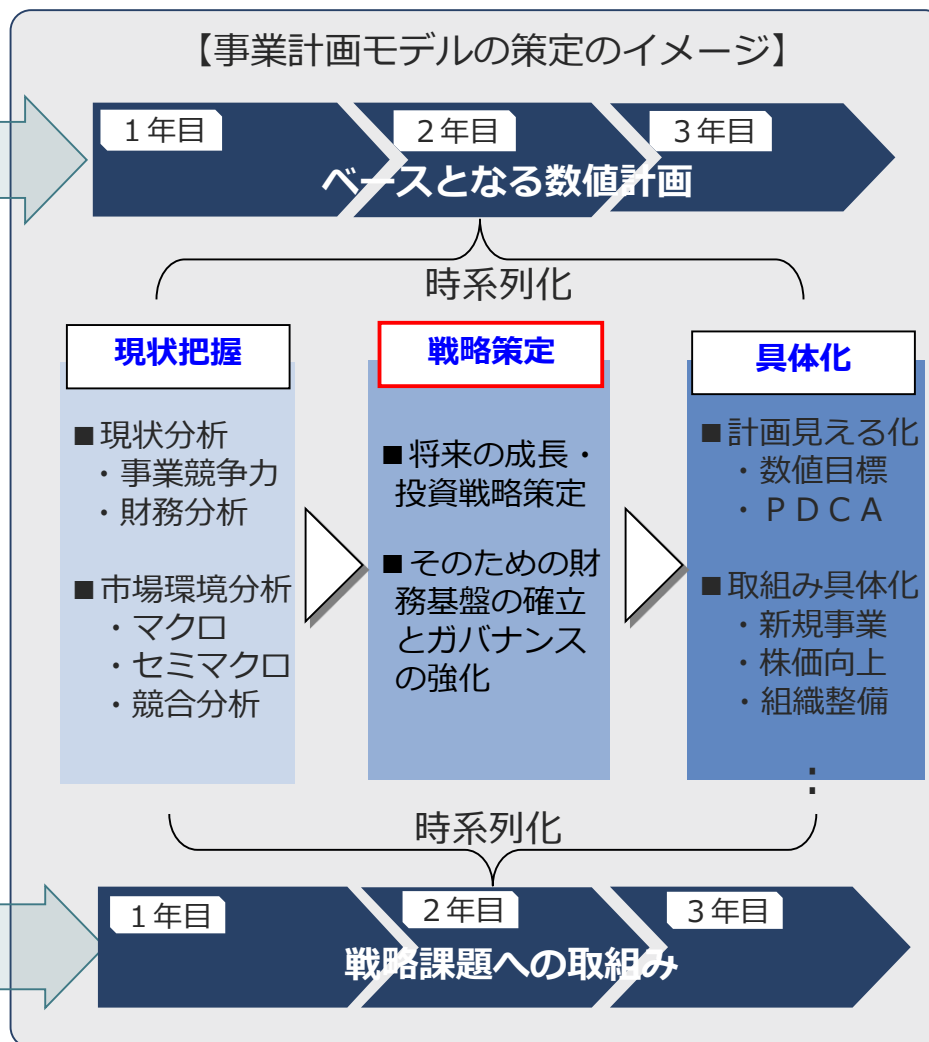 【事業計画モデルの策定のイメージ】
1年目
2年目
3年目
ベースとなる数値計画
時系列化
現状把握
■現状分析
・事業競争力
・財務分析
■市場環境分析
・マクロ
・セミマクロ
・競合分析
戦略策定
■将来の成長・
投資戦略策定
■そのための財
務基盤の確立
とガバナンス
の強化
具体化
■計画見える化
・数値目標
・ＰＤＣＡ
■取組み具体化
・新規事業
・株価向上
・組織整備
：
時系列化
1年目
2年目
3年目
戦略課題への取組み